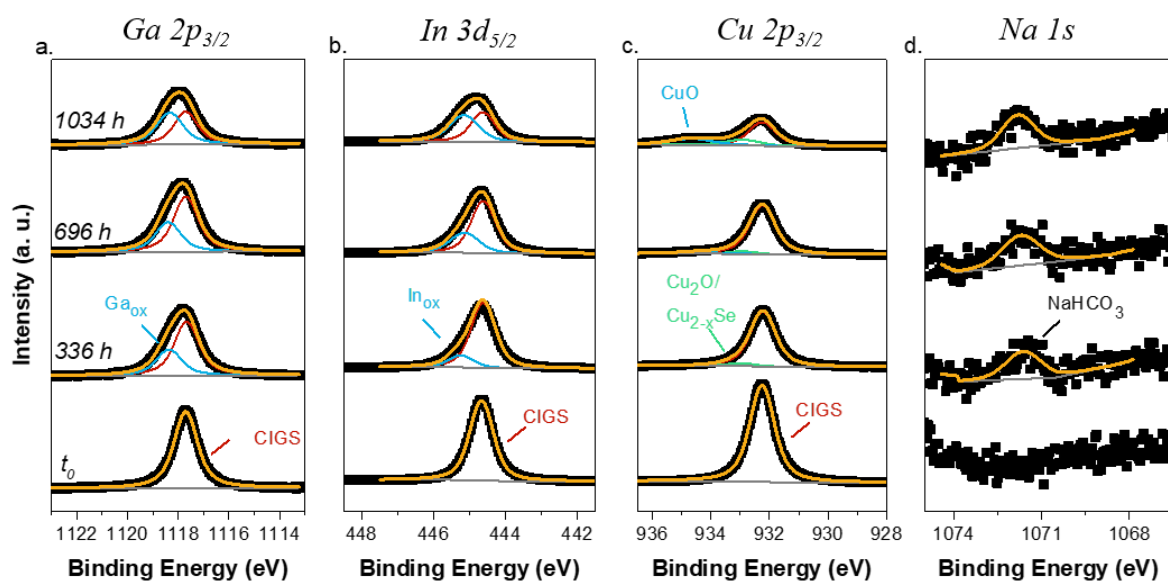 a. Ga 2p3/2
b. In 3d5/2
c. Cu 2p3/2
d. Na 1s
Intensity (a. u.)
1034 h
696 h
336 h
t0
Gaox
CIGS
Inox
CIGS
CuO
Cu2O/
Cu2-xSe
CIGS
NaHCO3
1122 1120 1118 1116 1114
448 446 444 442
936 934 932 930 928
1074 1071 1068
Binding Energy (eV) Binding Energy (eV) Binding Energy (eV) Binding Energy (eV)